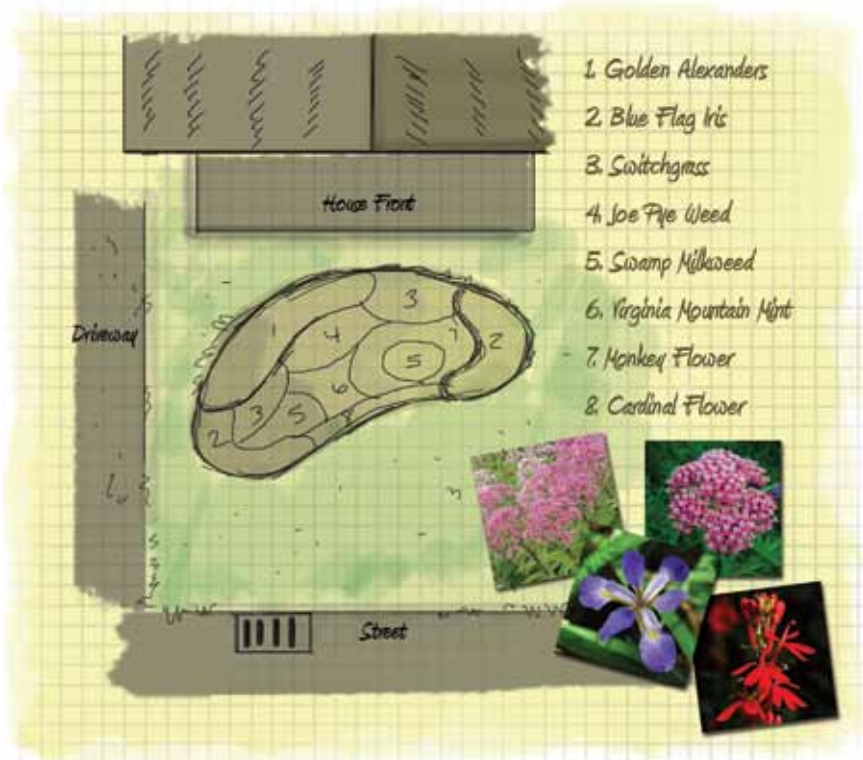 1. Golden Alexanders
2. Blue Flag Iris
3. Switchgrass
4. Joe Pye Weed
5. Swamp Milkweed
6. Virginia Mountain Mint
7. Monkey Flower
8. Cardinal Flower
House Front
Driveway
Street
1
3
4
7
2
5
6
3
5
8
2